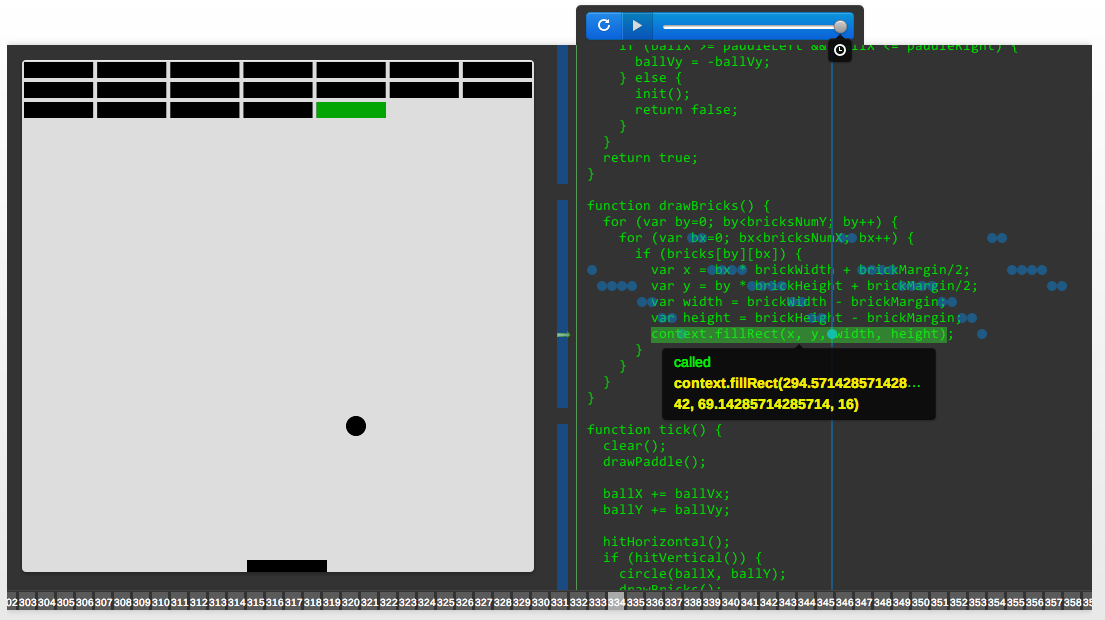 if (ballX >= paddleLeft && ballX <= paddleRight) {
ballVy = -ballVy;
} else {
init();
return false;
}
}
return true;
}
function drawBricks() {
for (var by=0; by<bricksNumY; by++) {
for (var bx=0; bx<bricksNumX; bx++) {
if (bricks[by][bx]) {
var x = bx * brickWidth + brickMargin/2;
var y = by * brickHeight + brickMargin/2;
var width = brickWidth - brickMargin;
var height = brickHeight - brickMargin;
context.fillRect(x, y, width, height);
}
}
}
}
called
context.fillRect(294.571428571428…
42, 69.14285714285714, 16)
function tick() {
clear();
drawPaddle();
ballX += ballVx;
ballY += ballVy;
hitHorizontal();
if (hitVertical()) {
circle(ballX, ballY);
drawBricks();
02 303 304 305 306 307 308 309 310 311 312 313 314 315 316 317 318 319 320 321 322 323 324 325 326 327 328 329 330 331 332 333 334 335 336 337 338 339 340 341 342 343 344 345 346 347 348 349 350 351 352 353 354 355 356 357 358 35